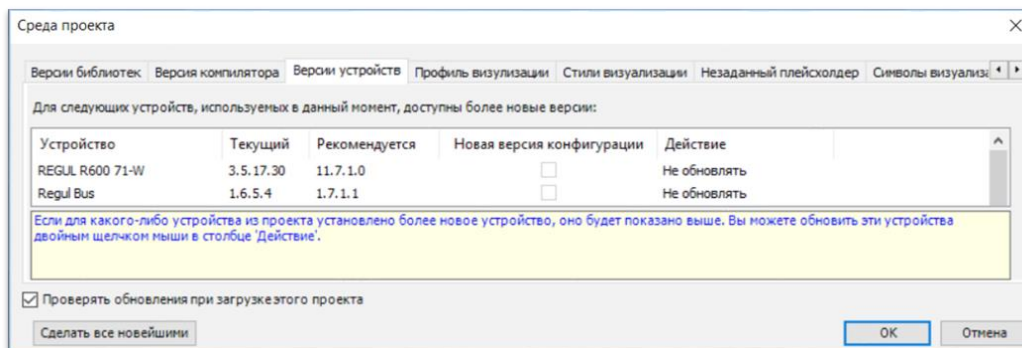 Среда проекта
Версии библиотек Версия компилятора Версии устройств Профиль визулизации Стили визуализации Незаданный плейсхолдер Символы визуализа
Для следующих устройств, используемых в данный момент, доступны более новые версии:
Устройство Текущий Рекомендуется Новая версия конфигурации Действие
REGUL R600 71-W 3.5.17.30 11.7.1.0 Не обновлять
Regul Bus 1.6.5.4 1.7.1.1 Не обновлять
Если для какого-либо устройства из проекта установлено более новое устройство, оно будет показано выше. Вы можете обновить эти устройства
двойным щелчком мыши в столбце 'Действие'.
Проверять обновления при загрузке этого проекта
Сделать все новейшими OK Отмена